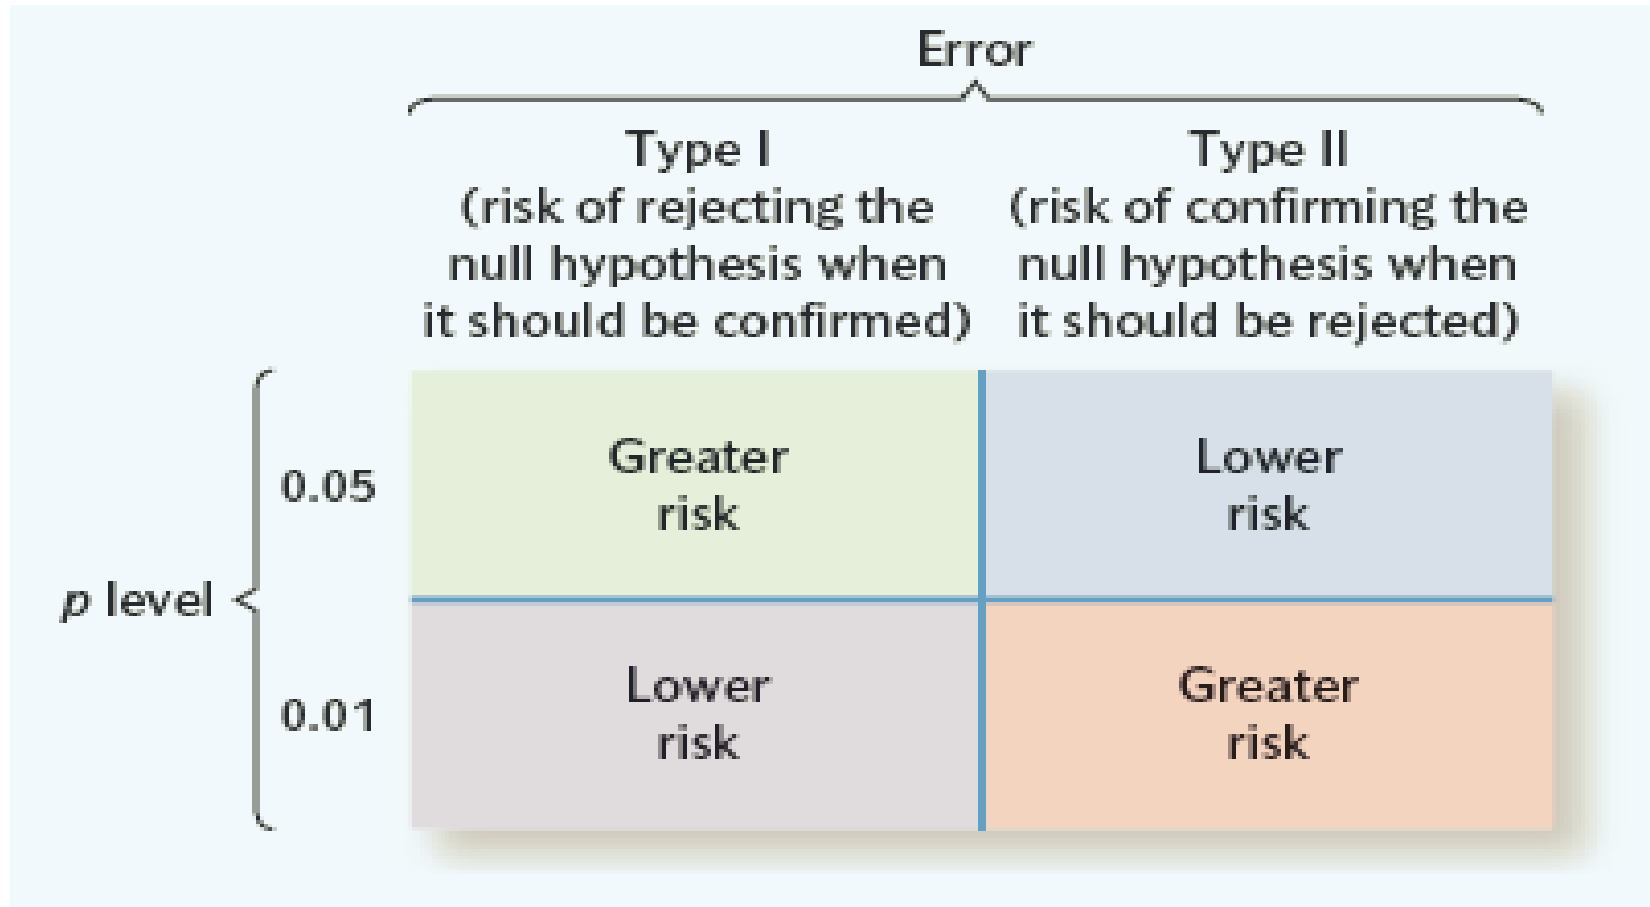 Error
Type I
(risk of rejecting the
null hypothesis when
it should be confirmed)
Type II
(risk of confirming the
null hypothesis when
it should be rejected)
p level
0.05
Greater
risk
Lower
risk
0.01
Lower
risk
Greater
risk